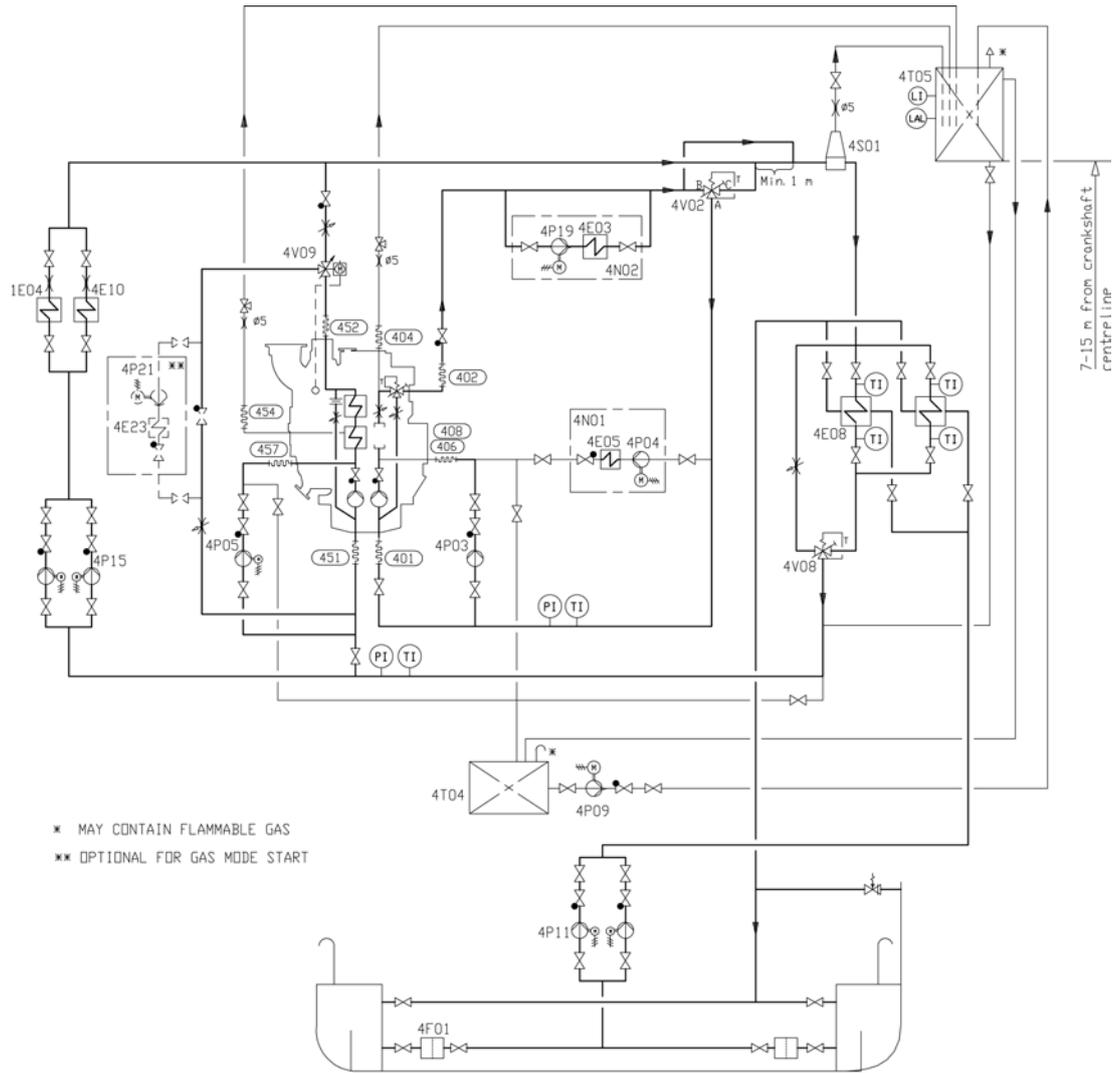 *
4T05
LI
LAL
ø5
4S01
Min. 1 m
B C T
4V02
A
4P19 4E03
M
4N02
7-15 m from crankshaft
centreline
4V09
M
ø5
ø5
1E04
4E10
452
404
T
402
4P21
**
M
4E23
454
457
408
406
4N01
4E05 4P04
M
TI
TI
4E08
TI
TI
4P15
M
M
4P05
M
451
401
4P03
T
4V08
PI
TI
PI
TI
*
4T04
M
4P09
* MAY CONTAIN FLAMMABLE GAS
** OPTIONAL FOR GAS MODE START
4P11
M
M
4F01